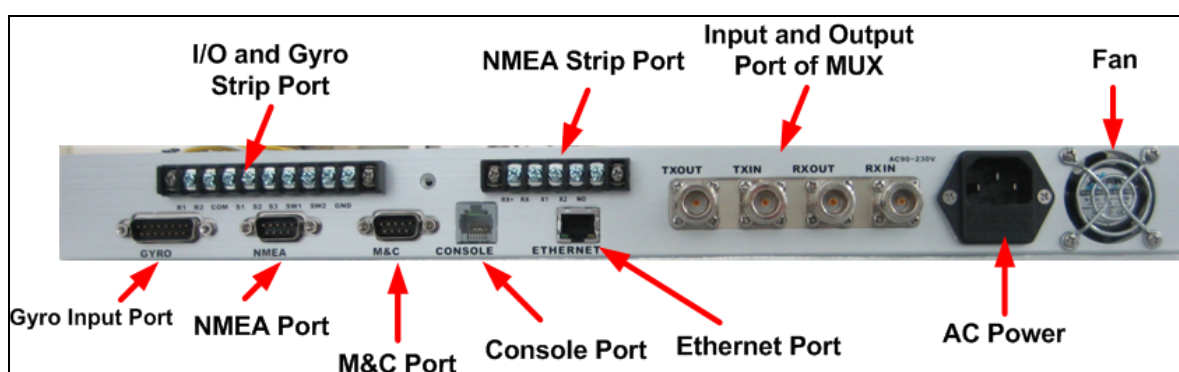 I/O and Gyro
Strip Port
NMEA Strip Port
Input and Output
Port of MUX
Fan
AC90-230V
TXOUT TXIN RXOUT RXIN
R1 R2 COM S1 S2 S3 SW1 SW2 GND
RX+ RX X1 X2 NO
GYRO NMEA M&C CONSOLE ETHERNET
Gyro Input Port
NMEA Port
M&C Port
Console Port
Ethernet Port
AC Power